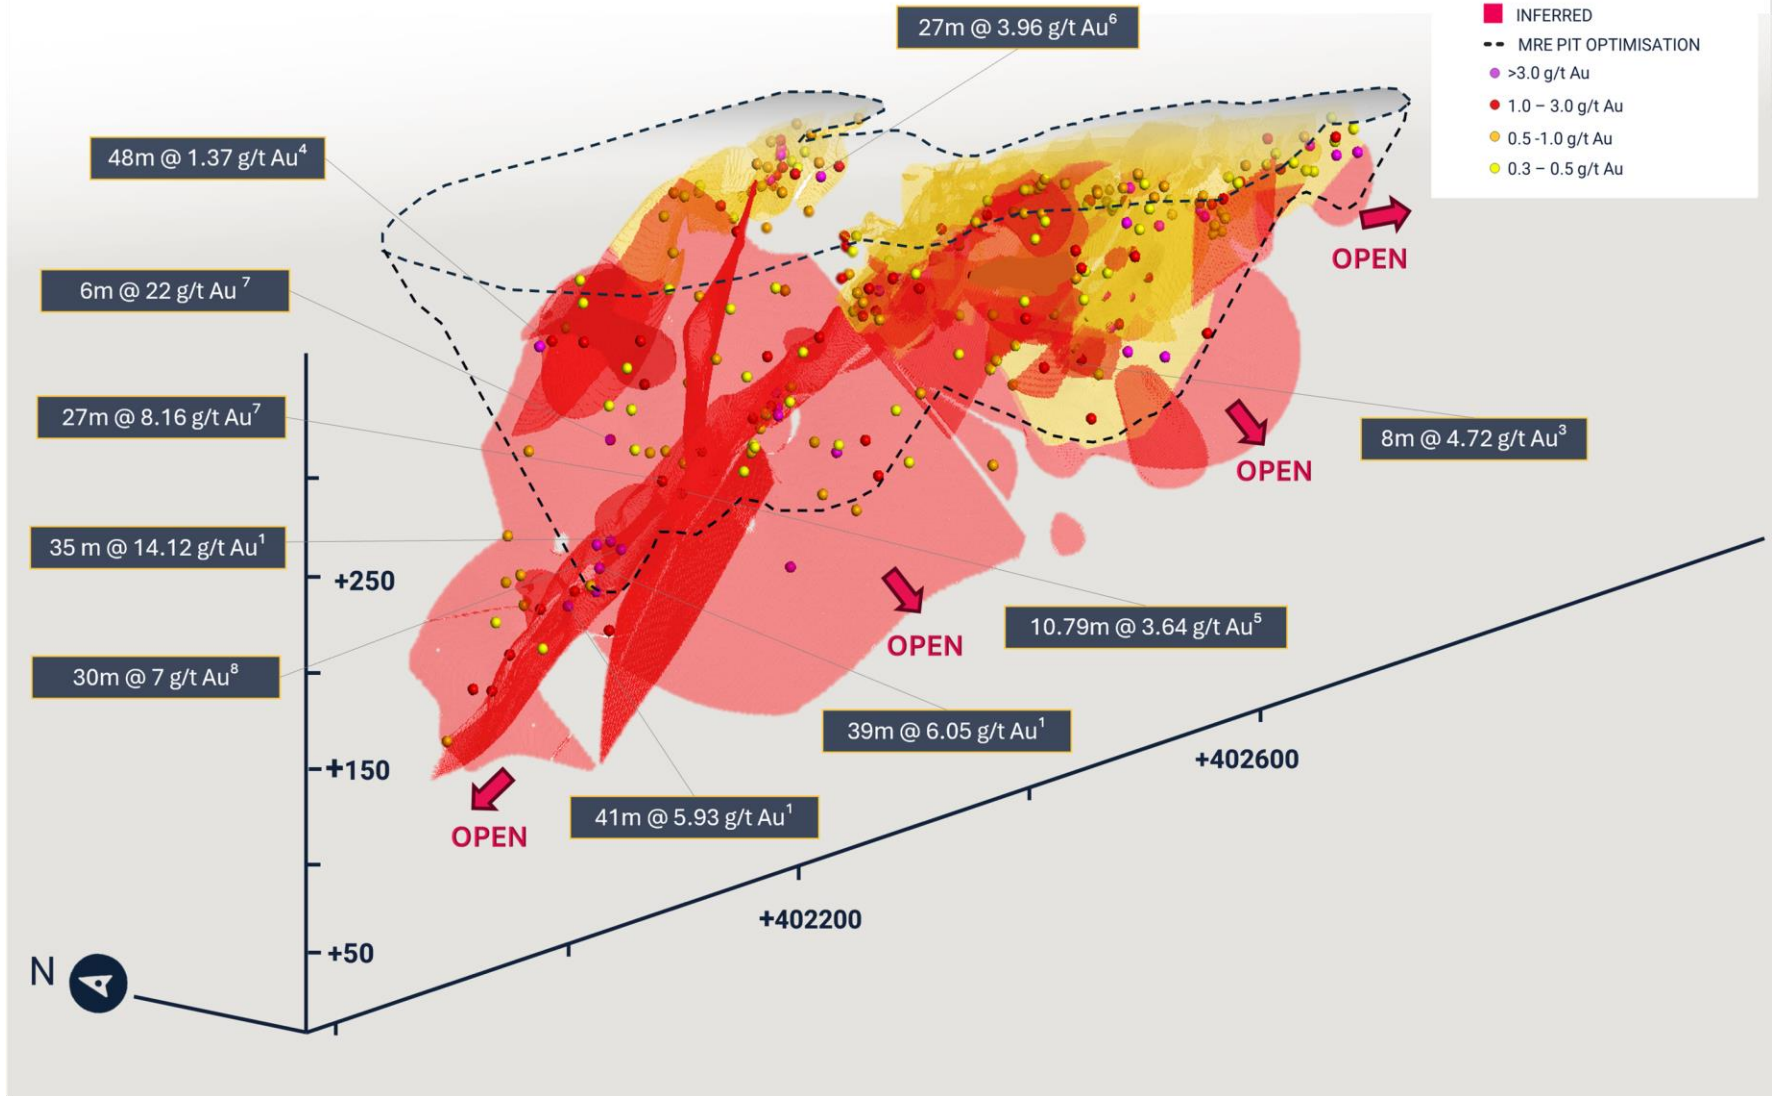 27m @ 3.96 g/t Au⁶
INFERRED
MRE PIT OPTIMISATION
>3.0 g/t Au
1.0 – 3.0 g/t Au
0.5 -1.0 g/t Au
0.3 – 0.5 g/t Au
48m @ 1.37 g/t Au⁴
OPEN
6m @ 22 g/t Au ⁷
27m @ 8.16 g/t Au⁷
8m @ 4.72 g/t Au³
OPEN
35 m @ 14.12 g/t Au¹
+250
10.79m @ 3.64 g/t Au⁵
OPEN
30m @ 7 g/t Au⁸
39m @ 6.05 g/t Au¹
+402600
+150
41m @ 5.93 g/t Au¹
OPEN
+402200
+50
N